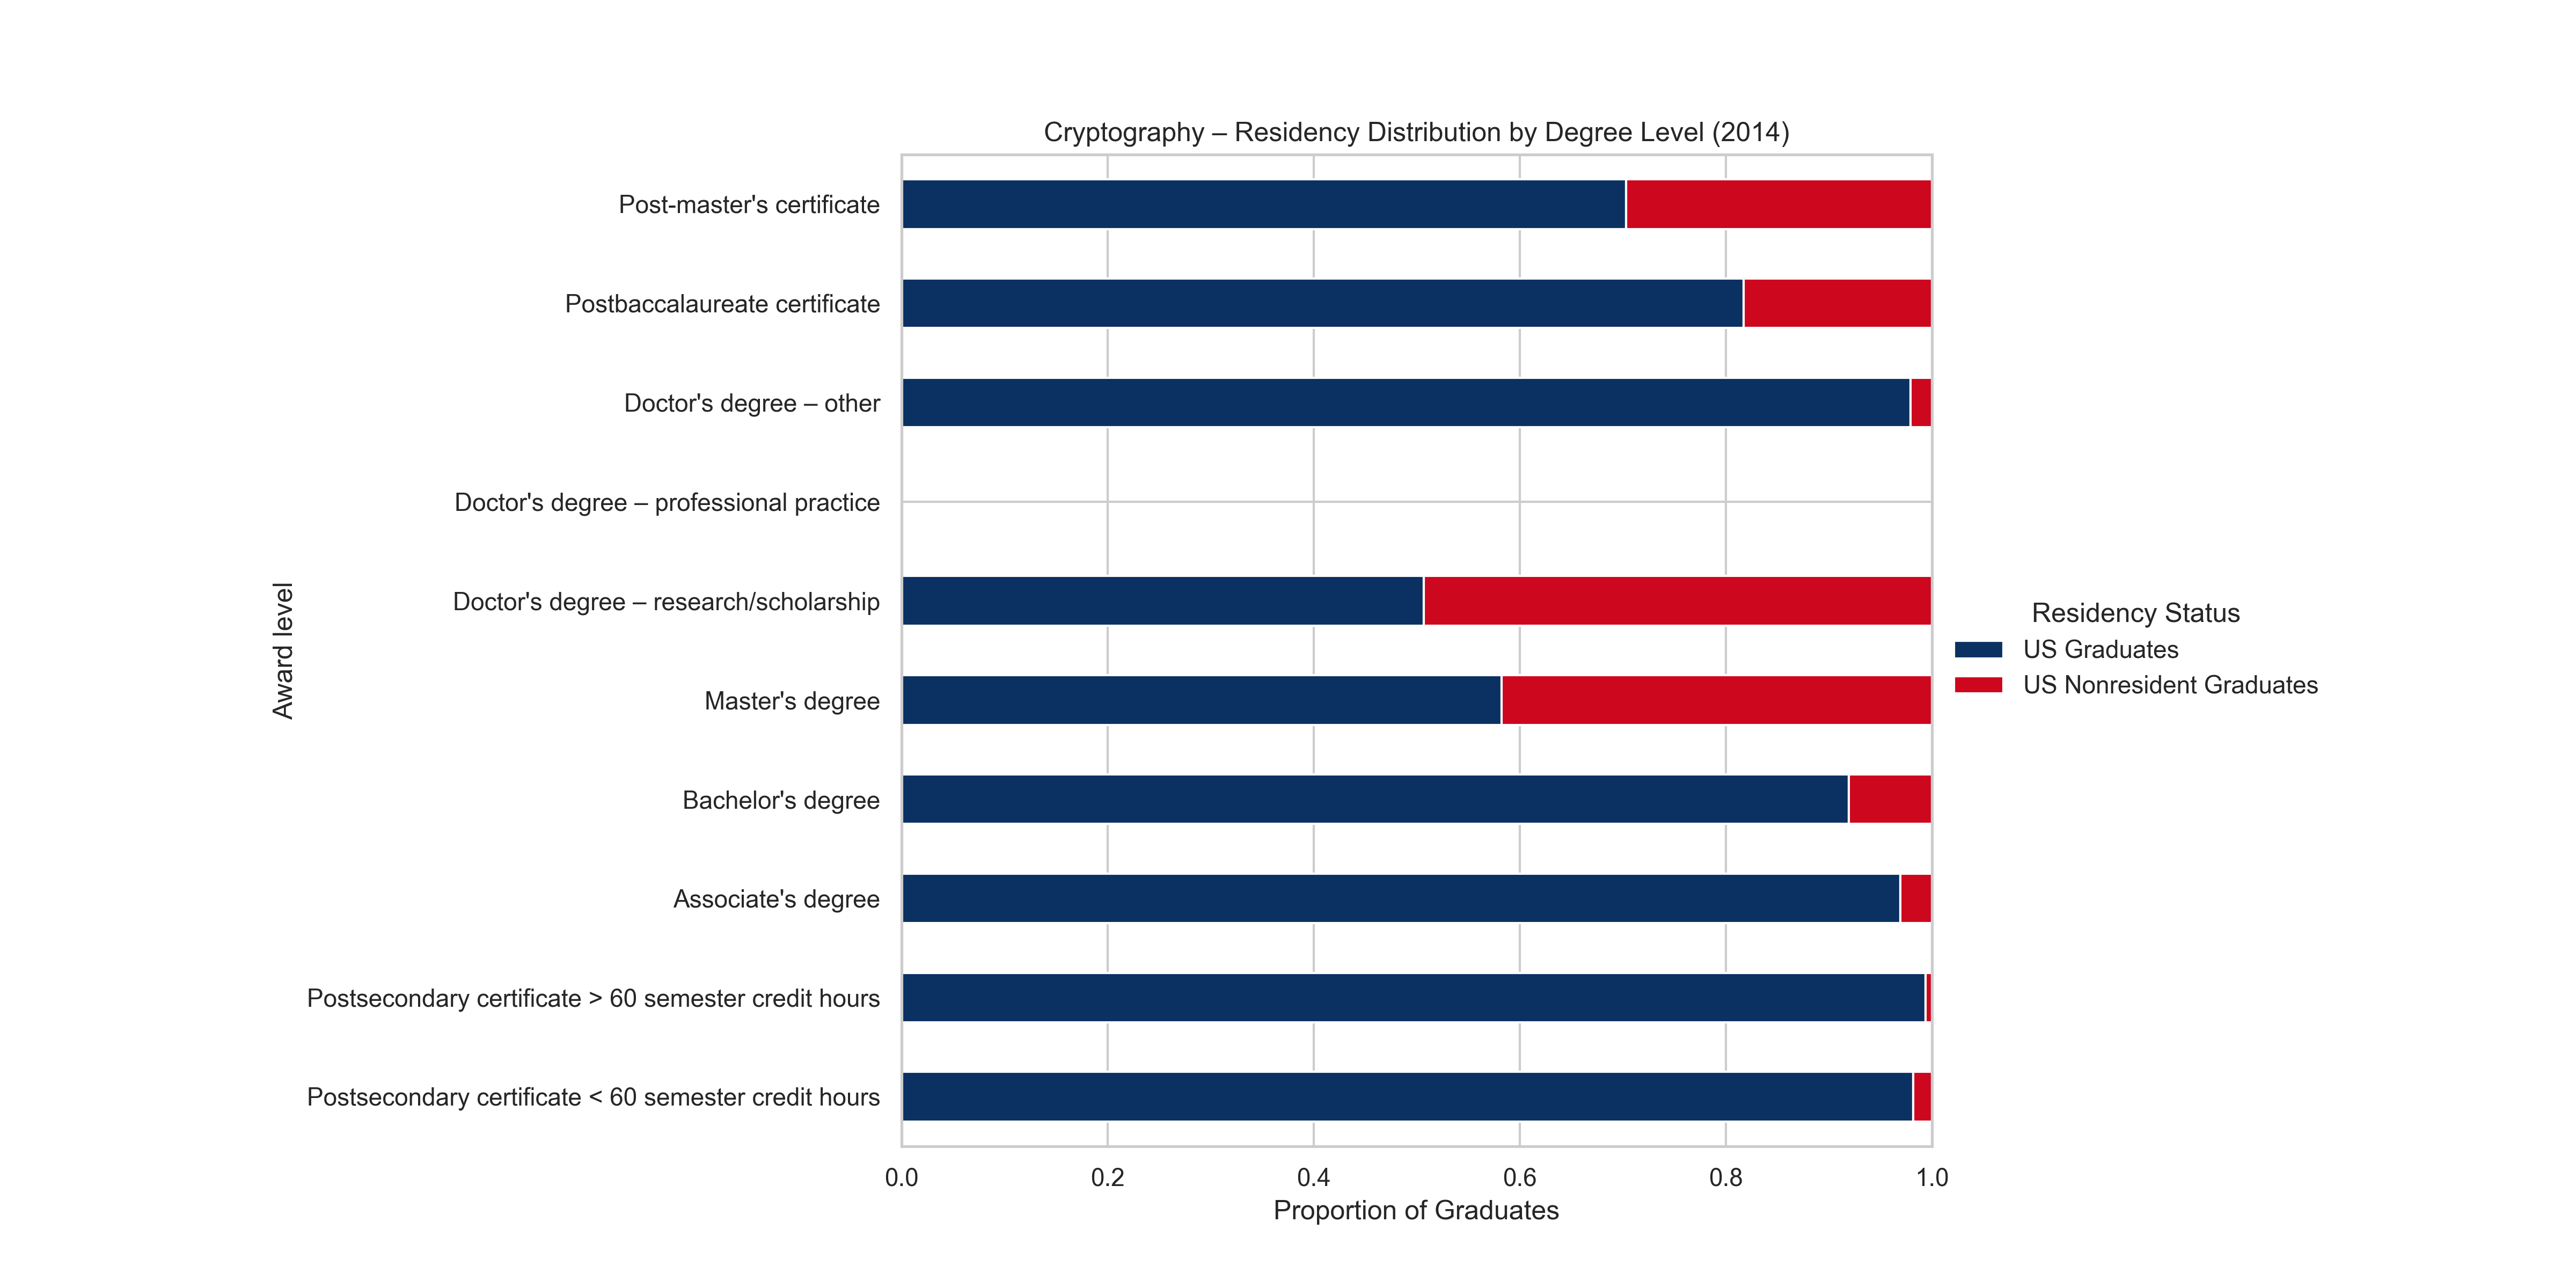 Cryptography – Residency Distribution by Degree Level (2014)
Post-master's certificate
Postbaccalaureate certificate
Doctor's degree – other
Doctor's degree – professional practice
Doctor's degree – research/scholarship
Master's degree
Bachelor's degree
Associate's degree
Postsecondary certificate > 60 semester credit hours
Postsecondary certificate < 60 semester credit hours
Award level
0.0 0.2 0.4 0.6 0.8 1.0
Proportion of Graduates
Residency Status
US Graduates
US Nonresident Graduates